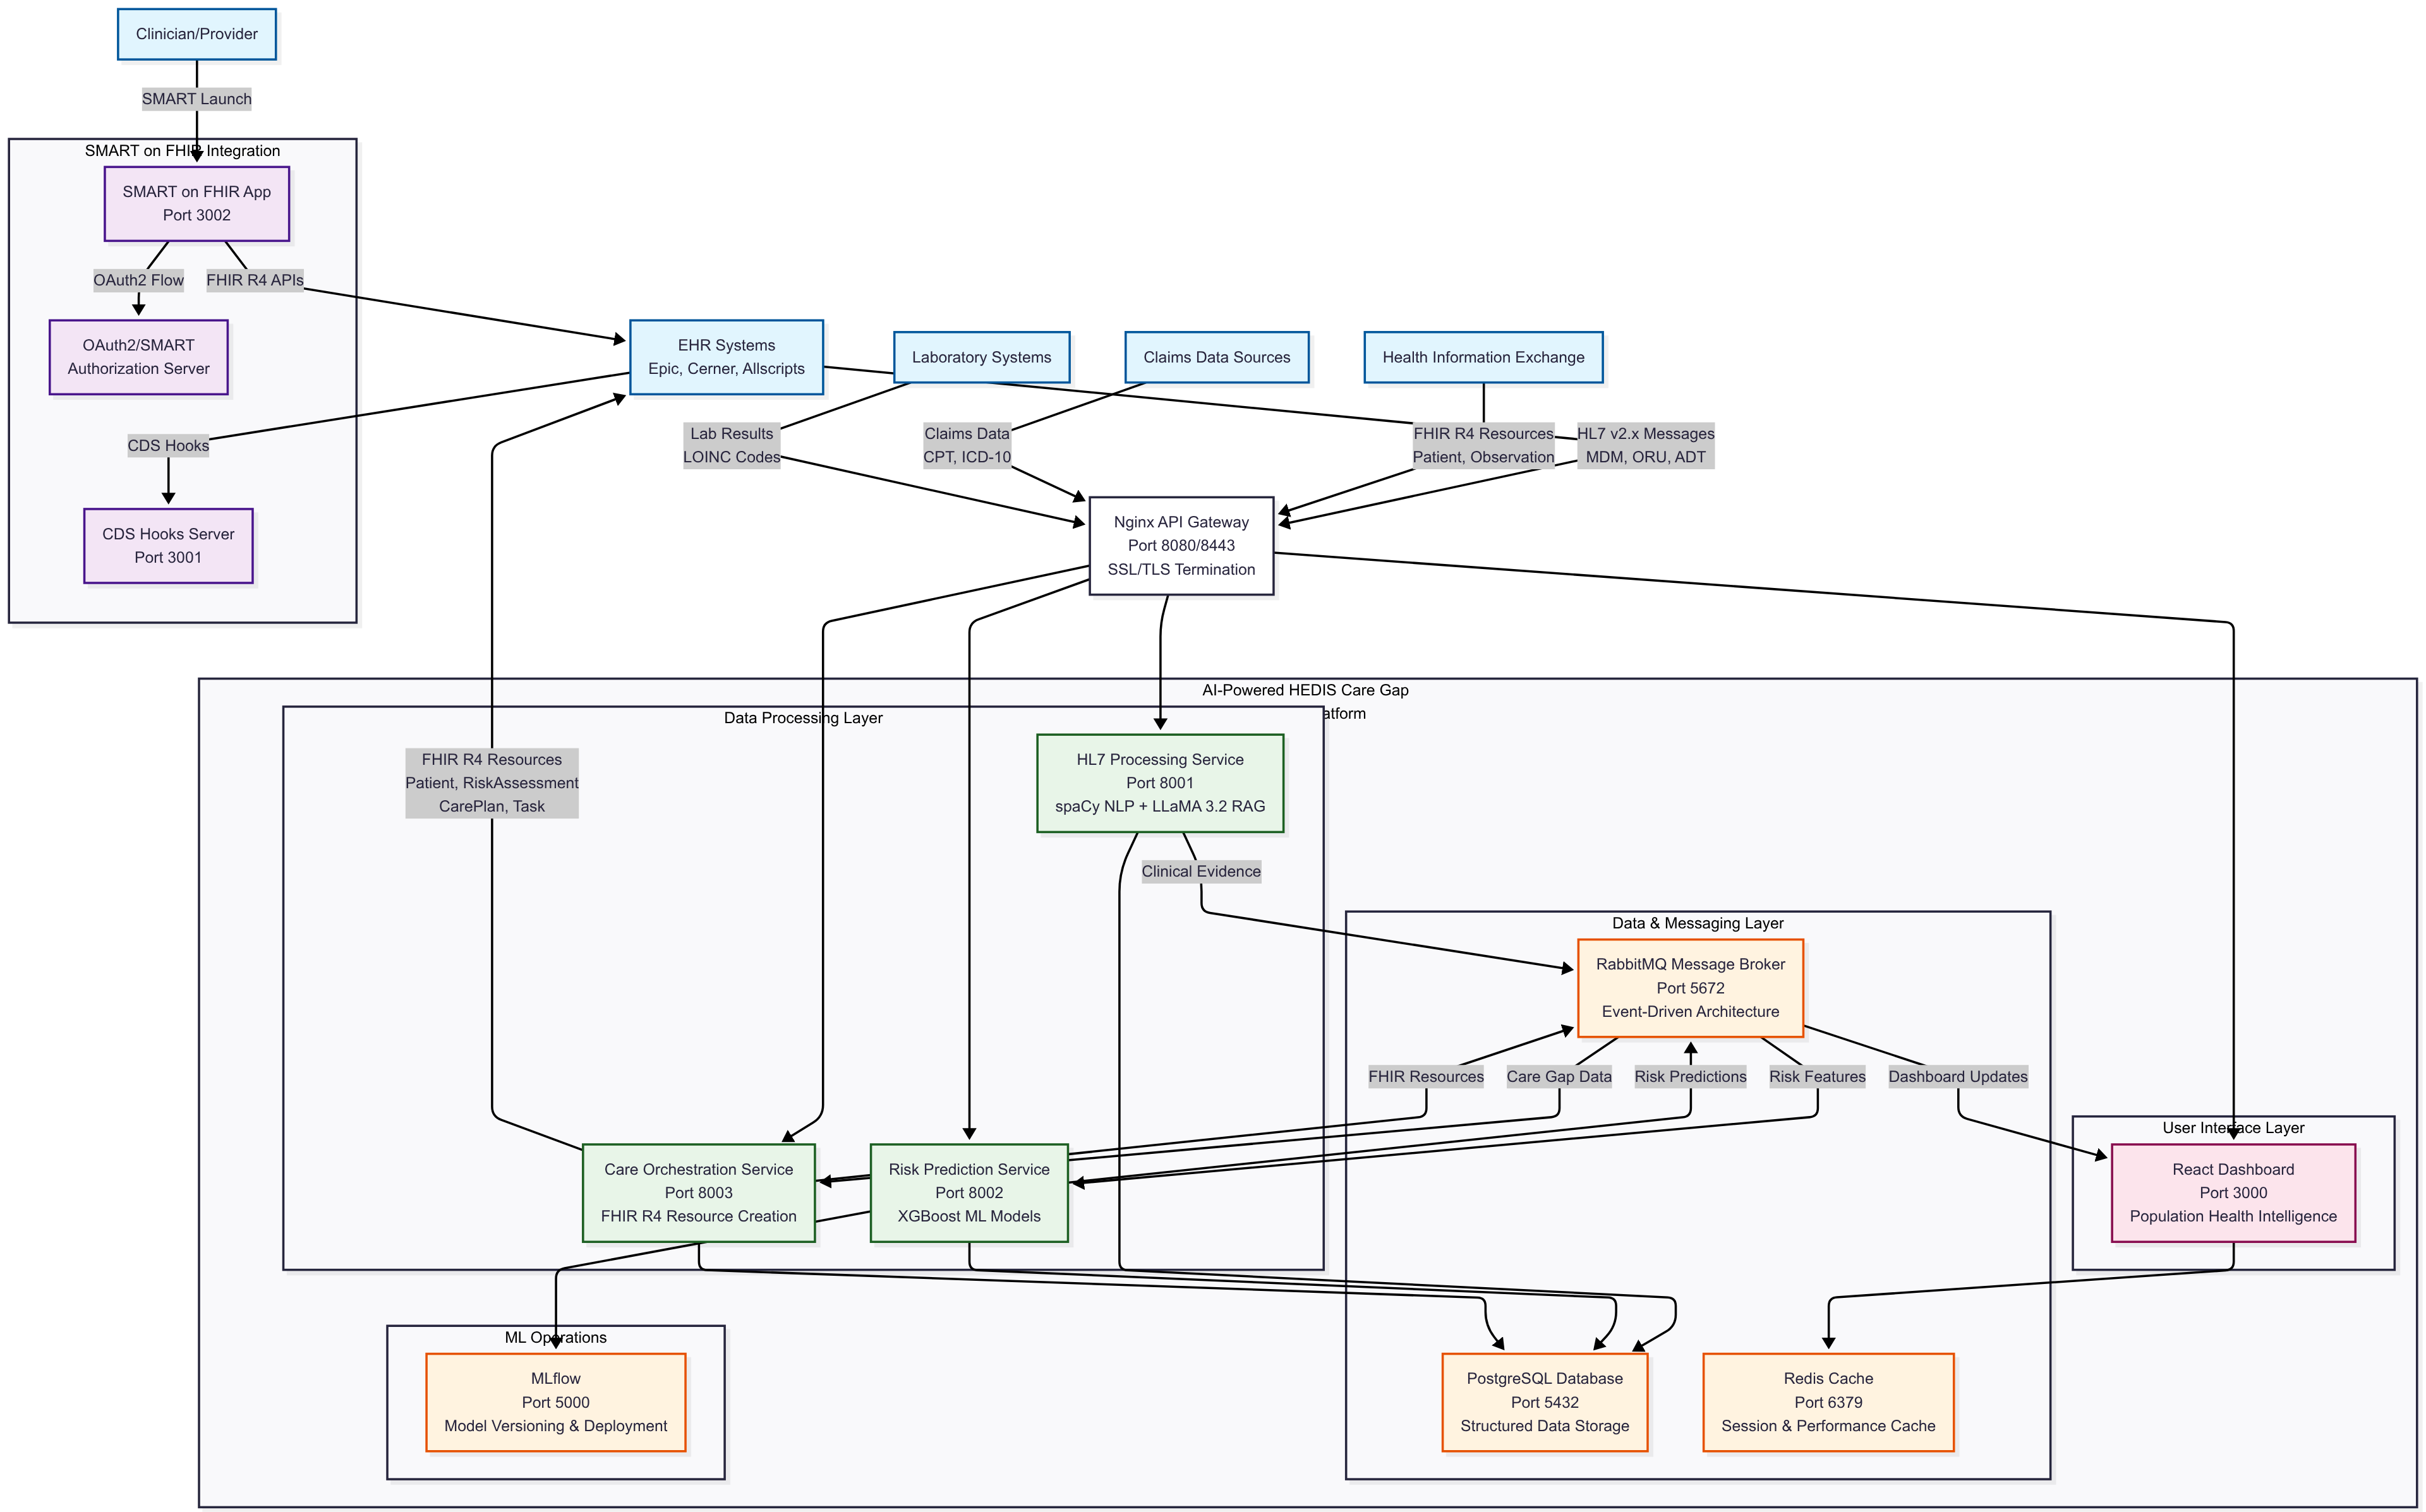 Clinician/Provider
SMART Launch
SMART on FHIR Integration
SMART on FHIR App
Port 3002
OAuth2 Flow
FHIR R4 APIs
OAuth2/SMART
Authorization Server
EHR Systems
Epic, Cerner, Allscripts
Laboratory Systems
Claims Data Sources
Health Information Exchange
CDS Hooks
Lab Results
LOINC Codes
Claims Data
CPT, ICD-10
FHIR R4 Resources
Patient, Observation
HL7 v2.x Messages
MDM, ORU, ADT
CDS Hooks Server
Port 3001
Nginx API Gateway
Port 8080/8443
SSL/TLS Termination
AI-Powered HEDIS Care Gap
atform
Data Processing Layer
FHIR R4 Resources
Patient, RiskAssessment
CarePlan, Task
HL7 Processing Service
Port 8001
spaCy NLP + LLaMA 3.2 RAG
Clinical Evidence
Data & Messaging Layer
RabbitMQ Message Broker
Port 5672
Event-Driven Architecture
FHIR Resources
Care Gap Data
Risk Predictions
Risk Features
Dashboard Updates
User Interface Layer
Care Orchestration Service
Port 8003
FHIR R4 Resource Creation
Risk Prediction Service
Port 8002
XGBoost ML Models
React Dashboard
Port 3000
Population Health Intelligence
ML Operations
MLflow
Port 5000
Model Versioning & Deployment
PostgreSQL Database
Port 5432
Structured Data Storage
Redis Cache
Port 6379
Session & Performance Cache